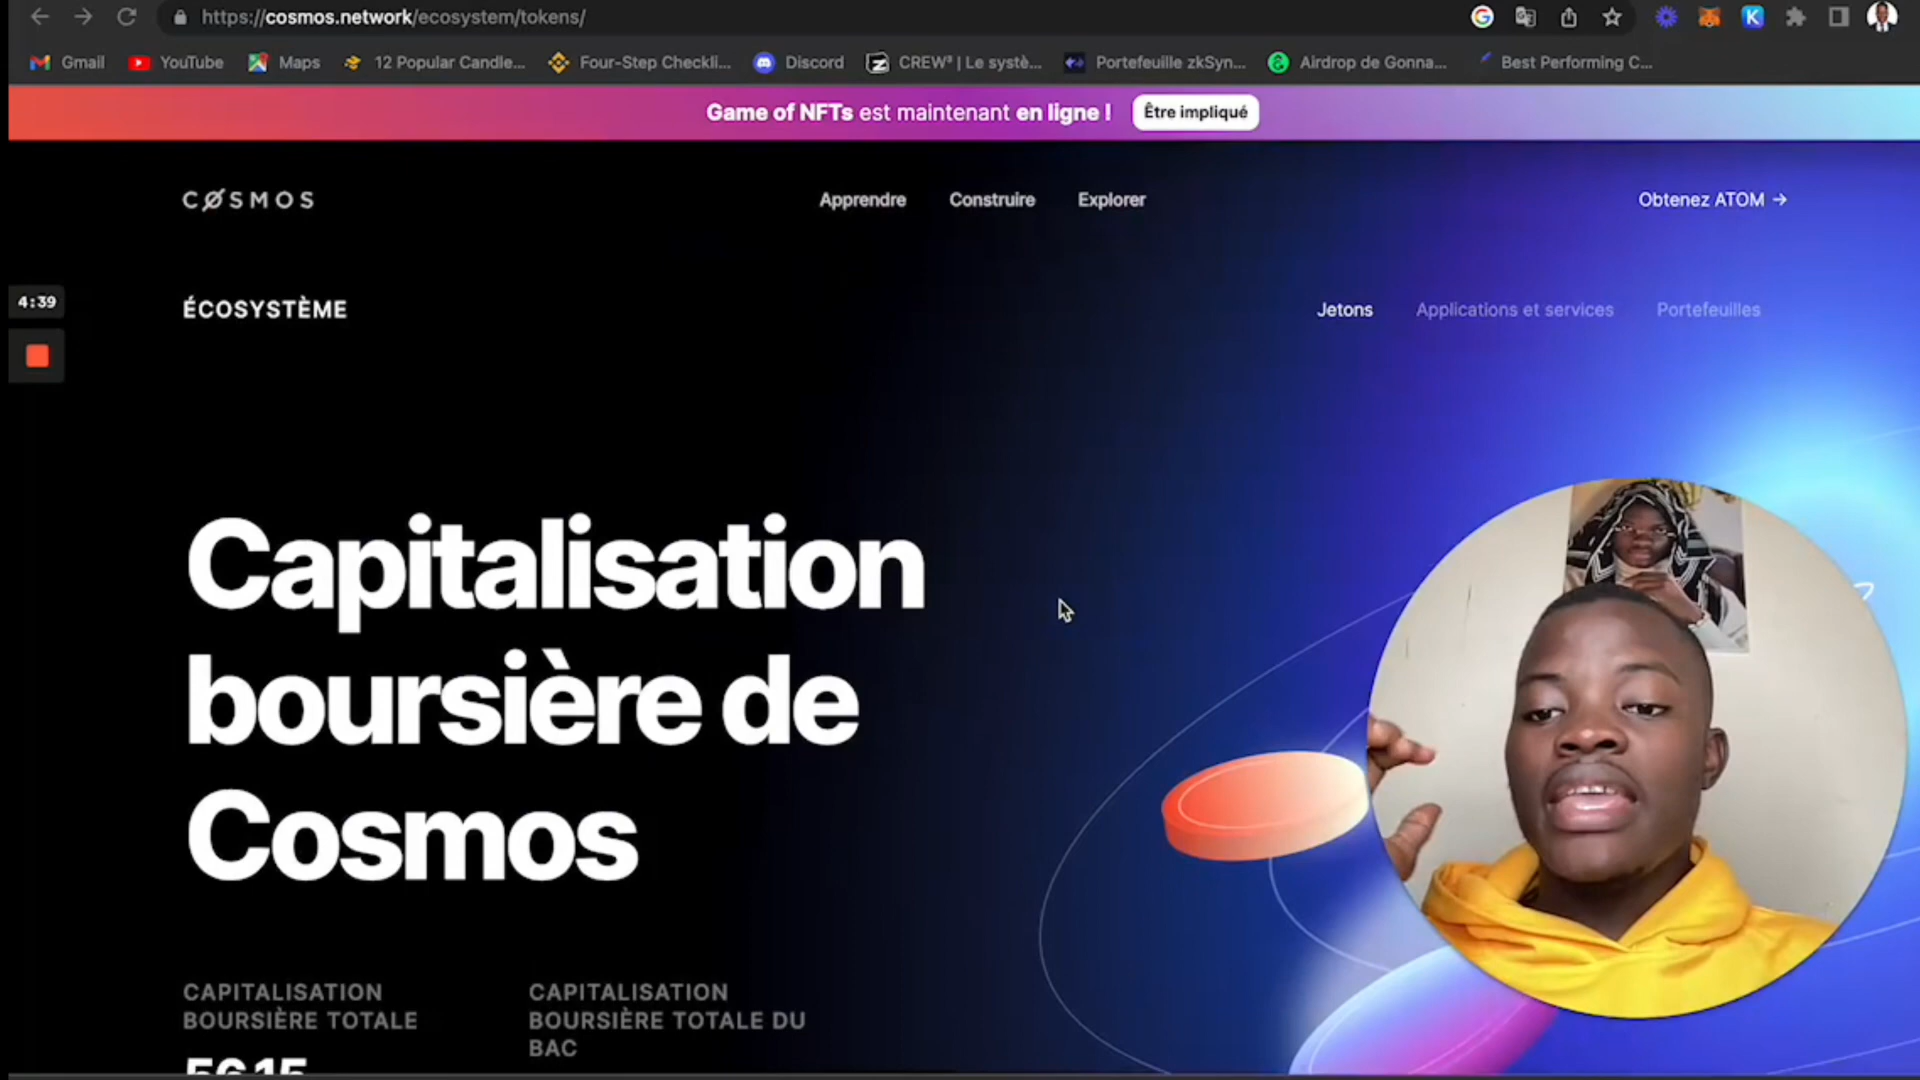 https://cosmos.network/ecosystem/tokens/
Gmail YouTube Maps 12 Popular Candle... Four-Step Checkli... Discord CREW³ | Le systè... Portefeuille zkSyn... Airdrop de Gonna... Best Performing C...
Game of NFTs est maintenant en ligne ! Être impliqué
CØSMOS Apprendre Construire Explorer Obtenez ATOM →
4:39
ÉCOSYSTÈME Jetons Applications et services Portefeuilles
Capitalisation
boursière de
Cosmos
CAPITALISATION
BOURSIÈRE TOTALE
CAPITALISATION
BOURSIÈRE TOTALE DU
BAC